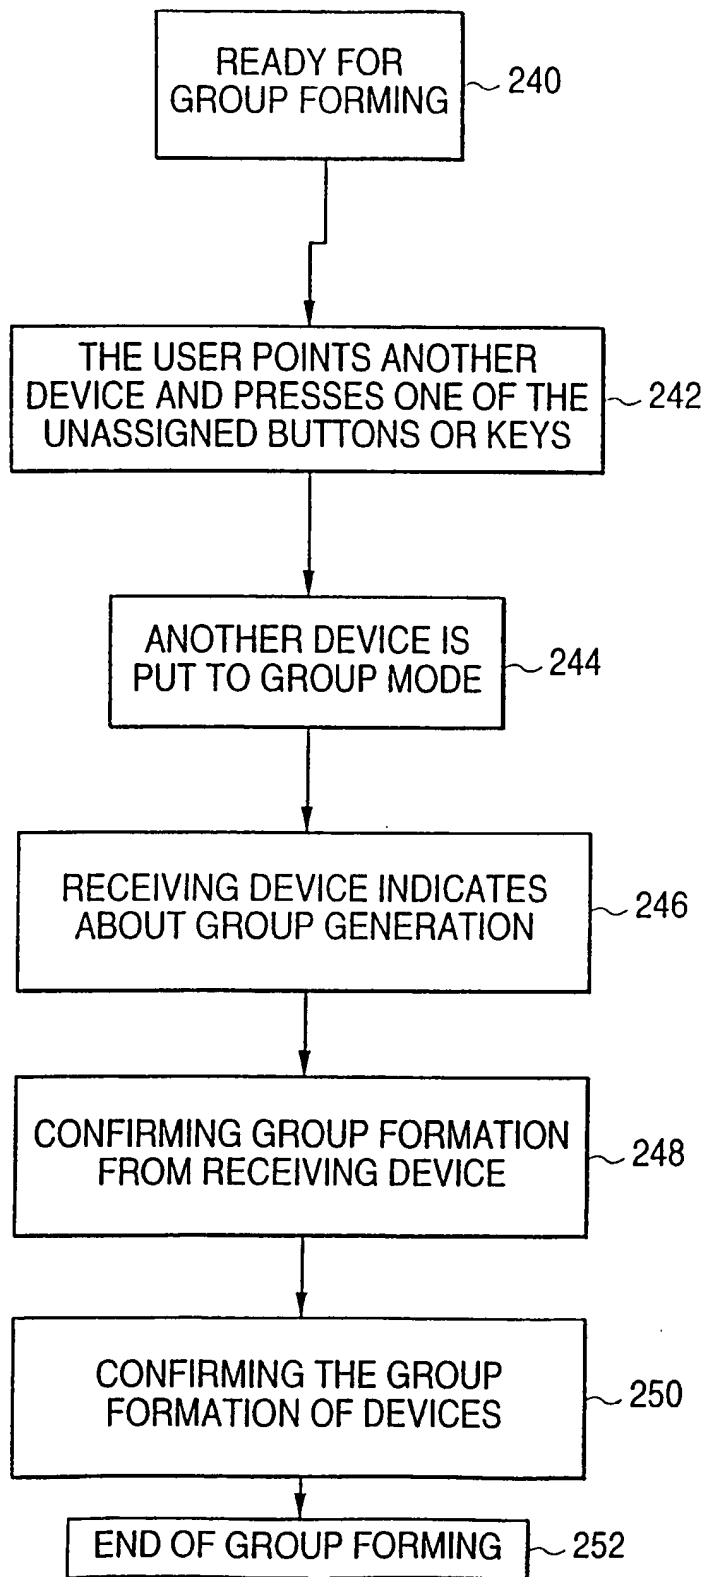 READY FOR
GROUP FORMING
240
THE USER POINTS ANOTHER
DEVICE AND PRESSES ONE OF THE
UNASSIGNED BUTTONS OR KEYS
242
ANOTHER DEVICE IS
PUT TO GROUP MODE
244
RECEIVING DEVICE INDICATES
ABOUT GROUP GENERATION
246
CONFIRMING GROUP FORMATION
FROM RECEIVING DEVICE
248
CONFIRMING THE GROUP
FORMATION OF DEVICES
250
END OF GROUP FORMING
252